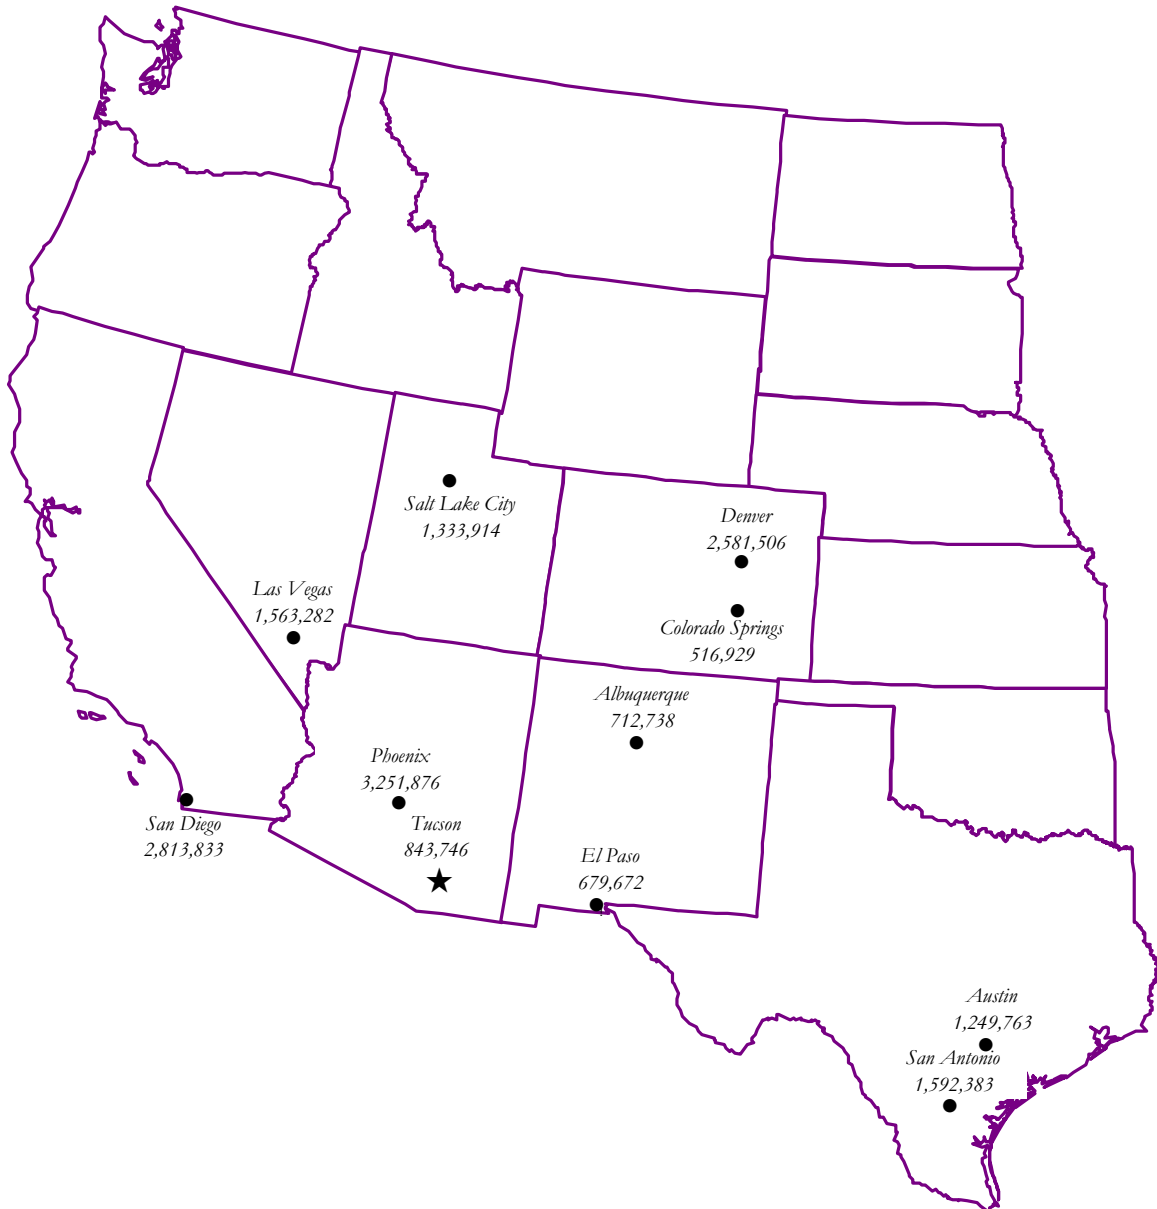 Salt Lake City
1,333,914
Denver
2,581,506
Las Vegas
1,563,282
Colorado Springs
516,929
Albuquerque
712,738
Phoenix
3,251,876
Tucson
843,746
San Diego
2,813,833
El Paso
679,672
Austin
1,249,763
San Antonio
1,592,383